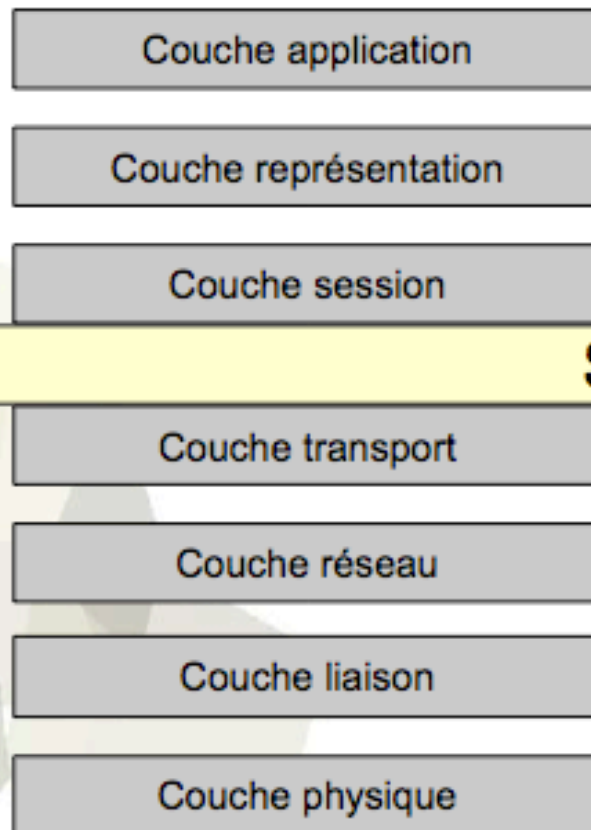 Couche application
Couche représentation
Couche session
Couche transport
Couche réseau
Couche liaison
Couche physique